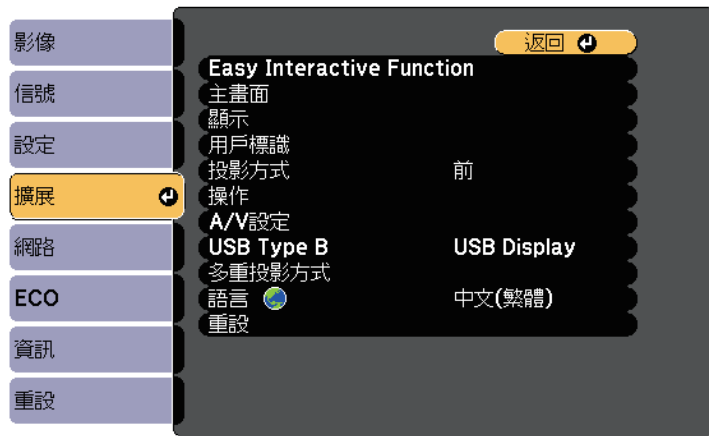 影像
信號
設定
擴展
網路
ECO
資訊
重設
返回
Easy Interactive Function
主畫面
顯示
用戶標識
投影方式 前
操作
A/V設定
USB Type B USB Display
多重投影方式
語言 中文(繁體)
重設